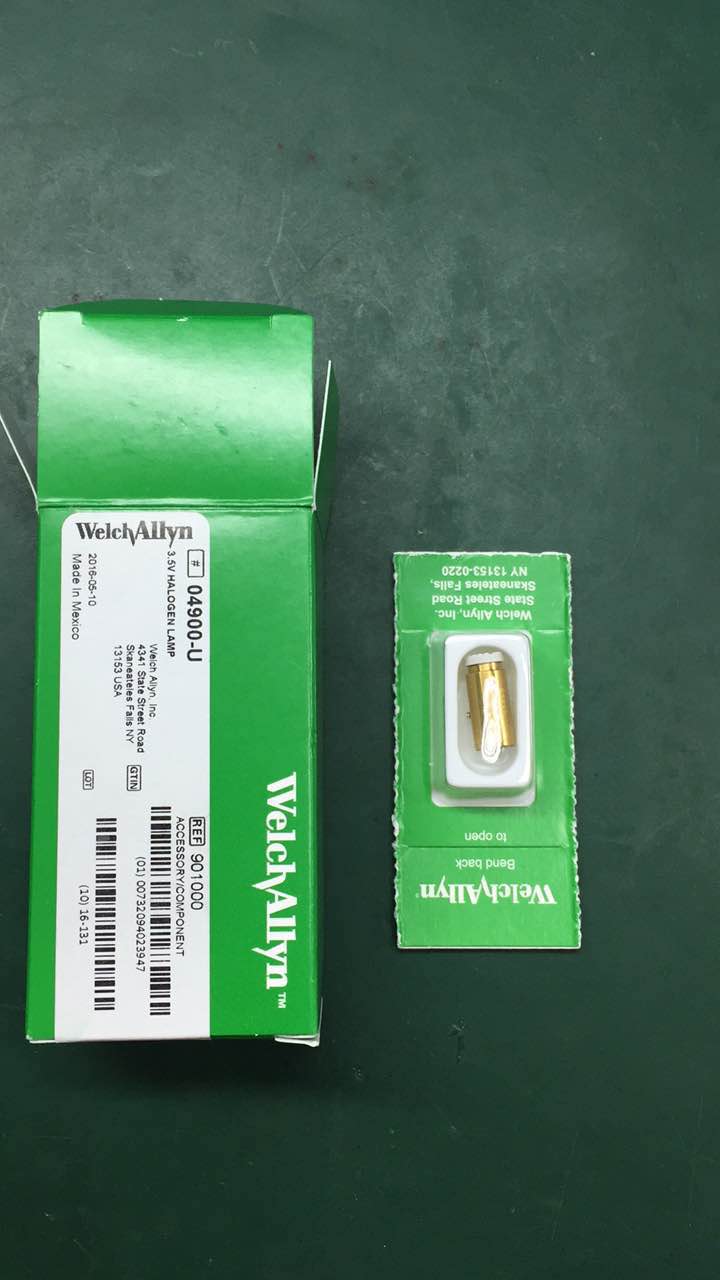 WelchAllyn
# 04900-U
3.5V HALOGEN LAMP
Welch Allyn, Inc.
4341 State Street Road
Skaneateles Falls NY
13153 USA
2016-05-10
Made In Mexico
REF 901000
ACCESSORY/COMPONENT
GTIN
(01) 00732094023947
LOT
(10) 16-131
WelchAllyn™
WelchAllyn
Bend back
to open
Welch Allyn, Inc.
State Street Road
Skaneateles Falls,
NY 13153-0220